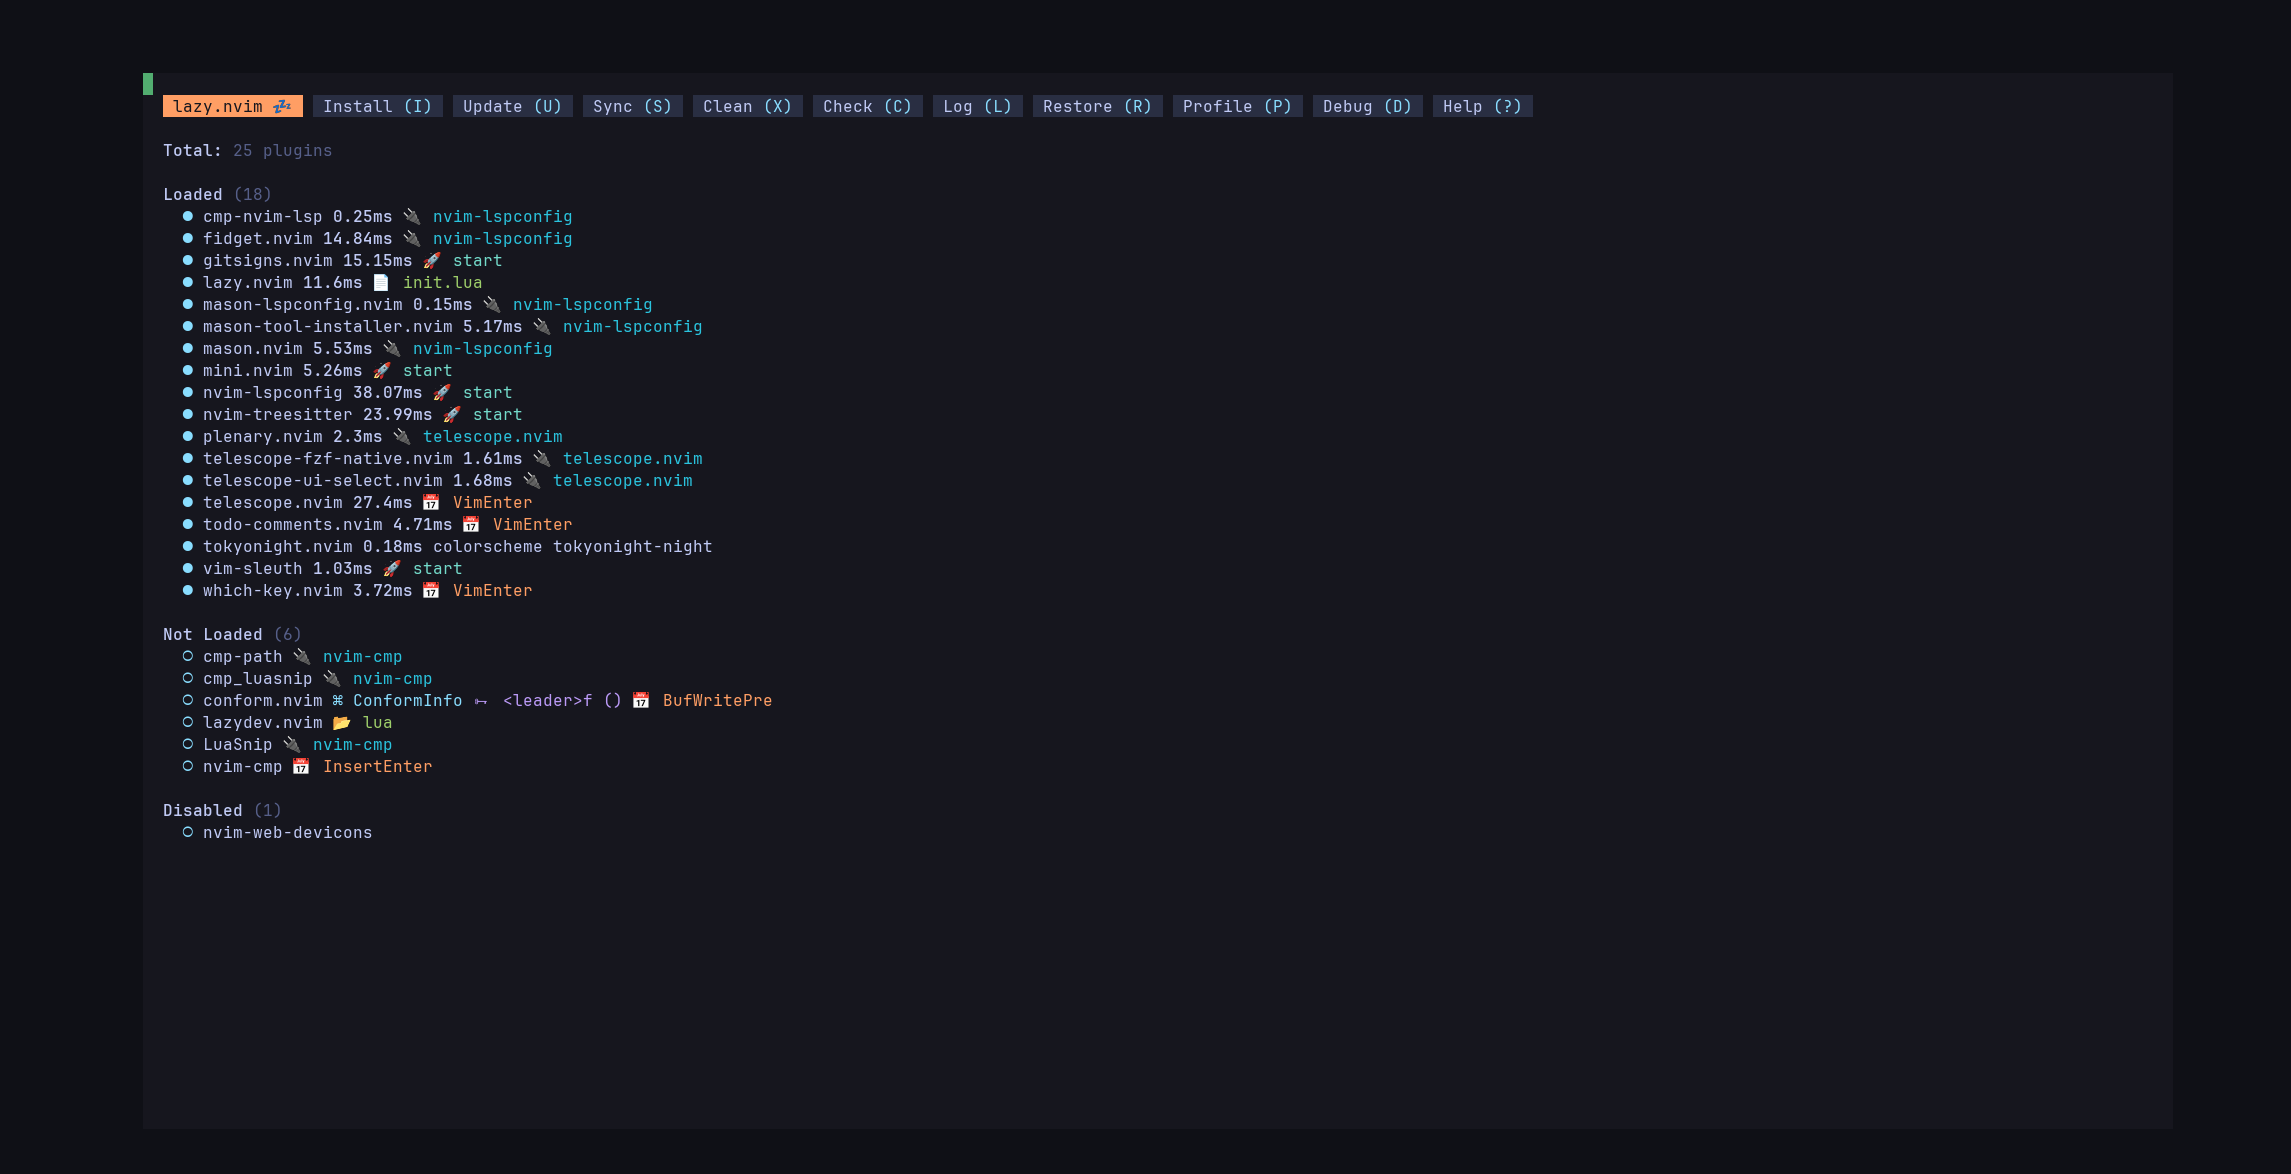 lazy.nvim 💤 Install (I) Update (U) Sync (S) Clean (X) Check (C) Log (L) Restore (R) Profile (P) Debug (D) Help (?)
Total: 25 plugins
Loaded (18)
● cmp-nvim-lsp 0.25ms 🔌 nvim-lspconfig
● fidget.nvim 14.84ms 🔌 nvim-lspconfig
● gitsigns.nvim 15.15ms 🚀 start
● lazy.nvim 11.6ms 📄 init.lua
● mason-lspconfig.nvim 0.15ms 🔌 nvim-lspconfig
● mason-tool-installer.nvim 5.17ms 🔌 nvim-lspconfig
● mason.nvim 5.53ms 🔌 nvim-lspconfig
● mini.nvim 5.26ms 🚀 start
● nvim-lspconfig 38.07ms 🚀 start
● nvim-treesitter 23.99ms 🚀 start
● plenary.nvim 2.3ms 🔌 telescope.nvim
● telescope-fzf-native.nvim 1.61ms 🔌 telescope.nvim
● telescope-ui-select.nvim 1.68ms 🔌 telescope.nvim
● telescope.nvim 27.4ms 📅 VimEnter
● todo-comments.nvim 4.71ms 📅 VimEnter
● tokyonight.nvim 0.18ms colorscheme tokyonight-night
● vim-sleuth 1.03ms 🚀 start
● which-key.nvim 3.72ms 📅 VimEnter
Not Loaded (6)
○ cmp-path 🔌 nvim-cmp
○ cmp_luasnip 🔌 nvim-cmp
○ conform.nvim ⌘ ConformInfo 🗝 <leader>f () 📅 BufWritePre
○ lazydev.nvim 📂 lua
○ LuaSnip 🔌 nvim-cmp
○ nvim-cmp 📅 InsertEnter
Disabled (1)
○ nvim-web-devicons